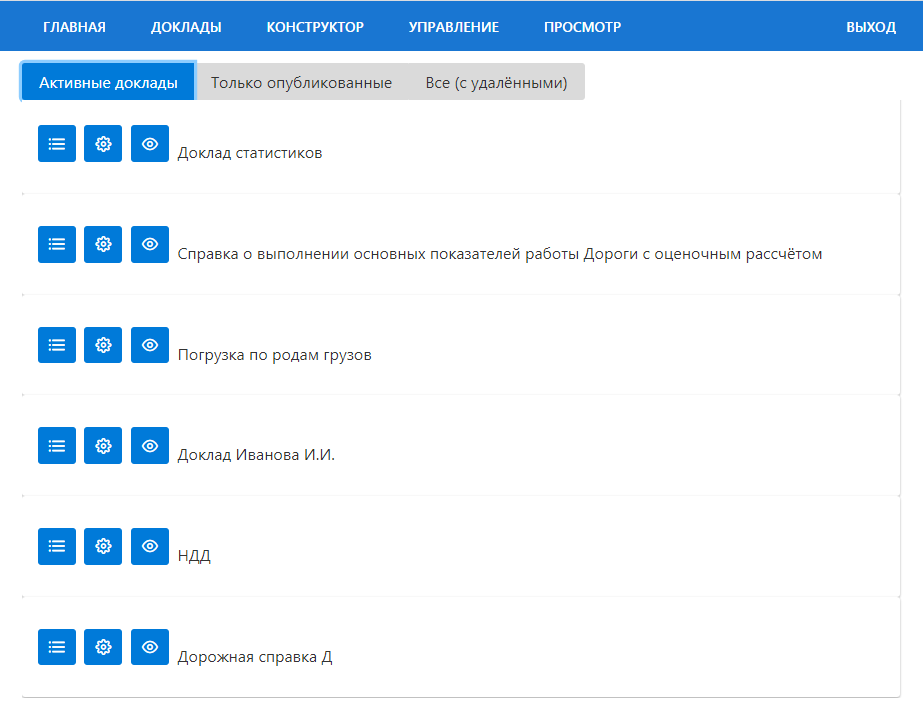 ГЛАВНАЯ ДОКЛАДЫ КОНСТРУКТОР УПРАВЛЕНИЕ ПРОСМОТР ВЫХОД
Активные доклады Только опубликованные Все (с удалёнными)
Доклад статистиков
Справка о выполнении основных показателей работы Дороги с оценочным рассчётом
Погрузка по родам грузов
Доклад Иванова И.И.
НДД
Дорожная справка Д